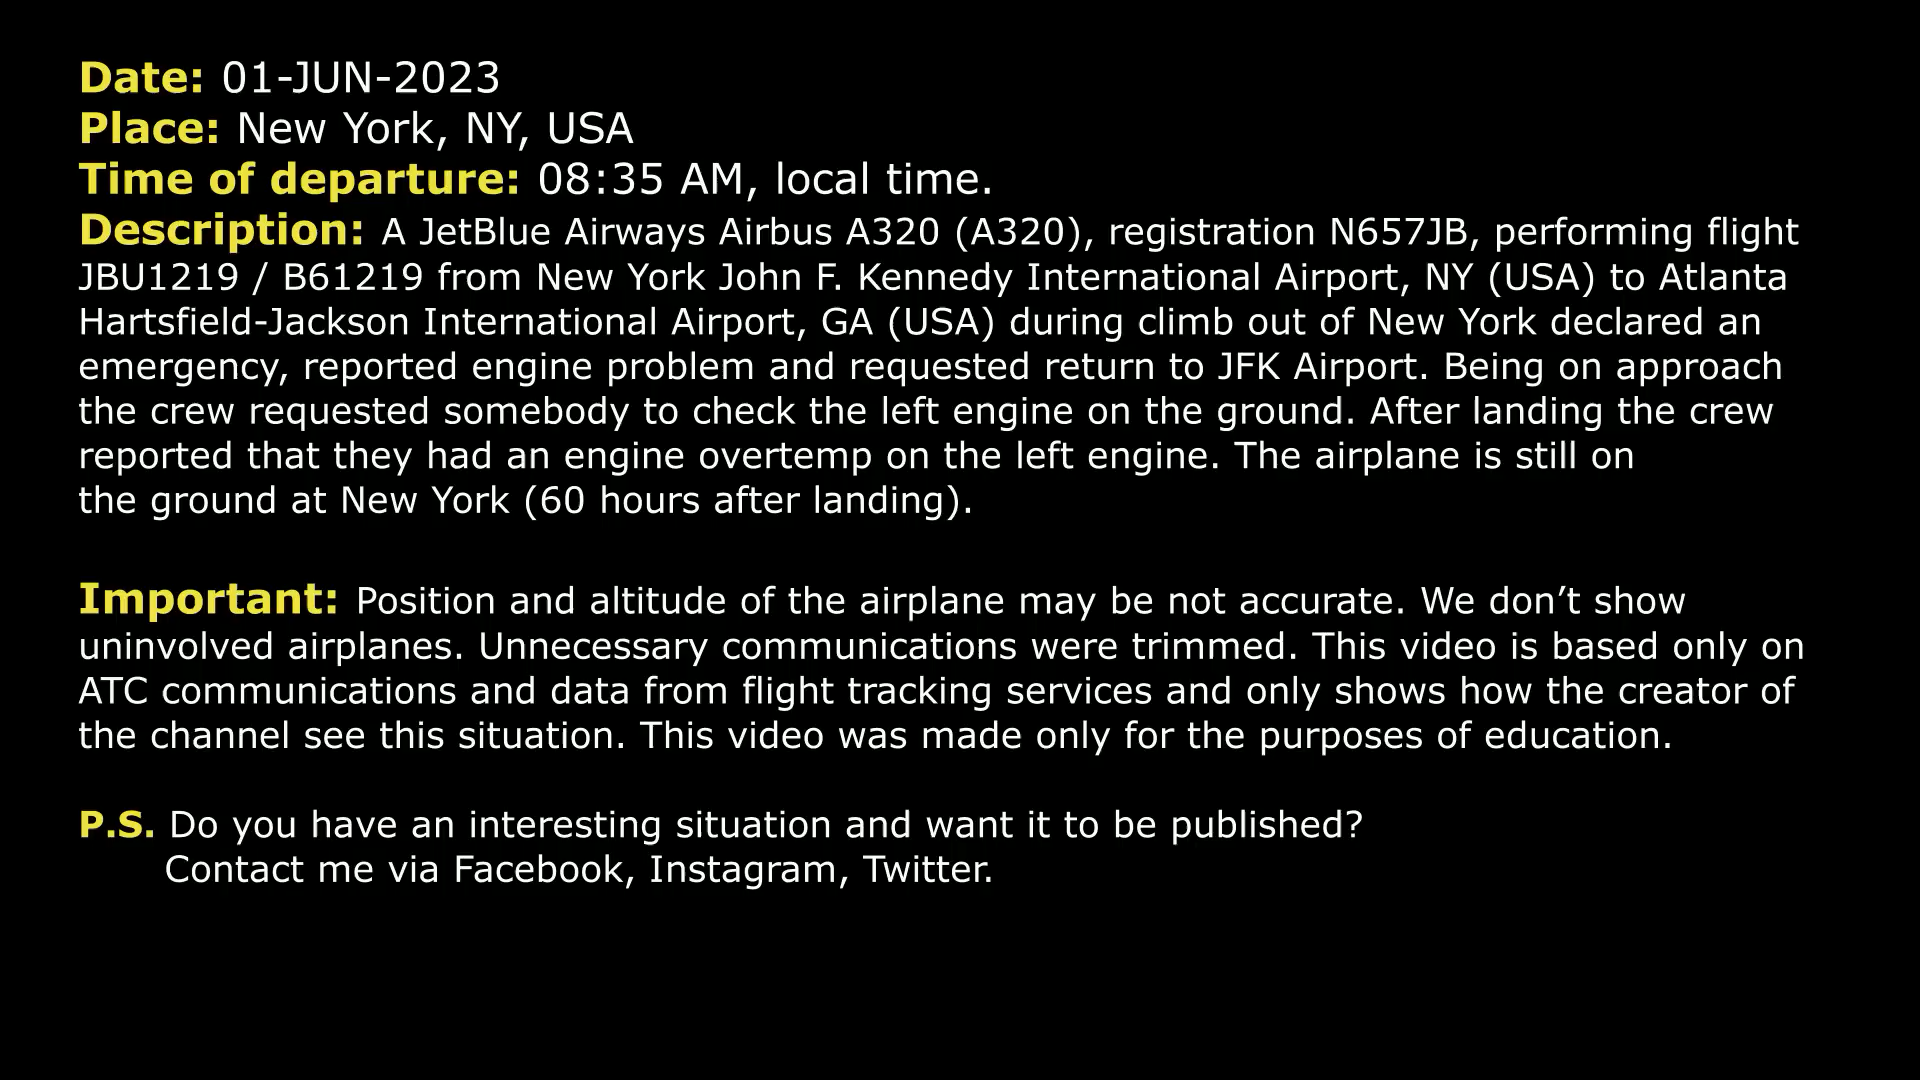 Date: 01-JUN-2023
Place: New York, NY, USA
Time of departure: 08:35 AM, local time.
Description: A JetBlue Airways Airbus A320 (A320), registration N657JB, performing flight
JBU1219 / B61219 from New York John F. Kennedy International Airport, NY (USA) to Atlanta
Hartsfield-Jackson International Airport, GA (USA) during climb out of New York declared an
emergency, reported engine problem and requested return to JFK Airport. Being on approach
the crew requested somebody to check the left engine on the ground. After landing the crew
reported that they had an engine overtemp on the left engine. The airplane is still on
the ground at New York (60 hours after landing).
Important: Position and altitude of the airplane may be not accurate. We don’t show
uninvolved airplanes. Unnecessary communications were trimmed. This video is based only on
ATC communications and data from flight tracking services and only shows how the creator of
the channel see this situation. This video was made only for the purposes of education.
P.S. Do you have an interesting situation and want it to be published?
Contact me via Facebook, Instagram, Twitter.